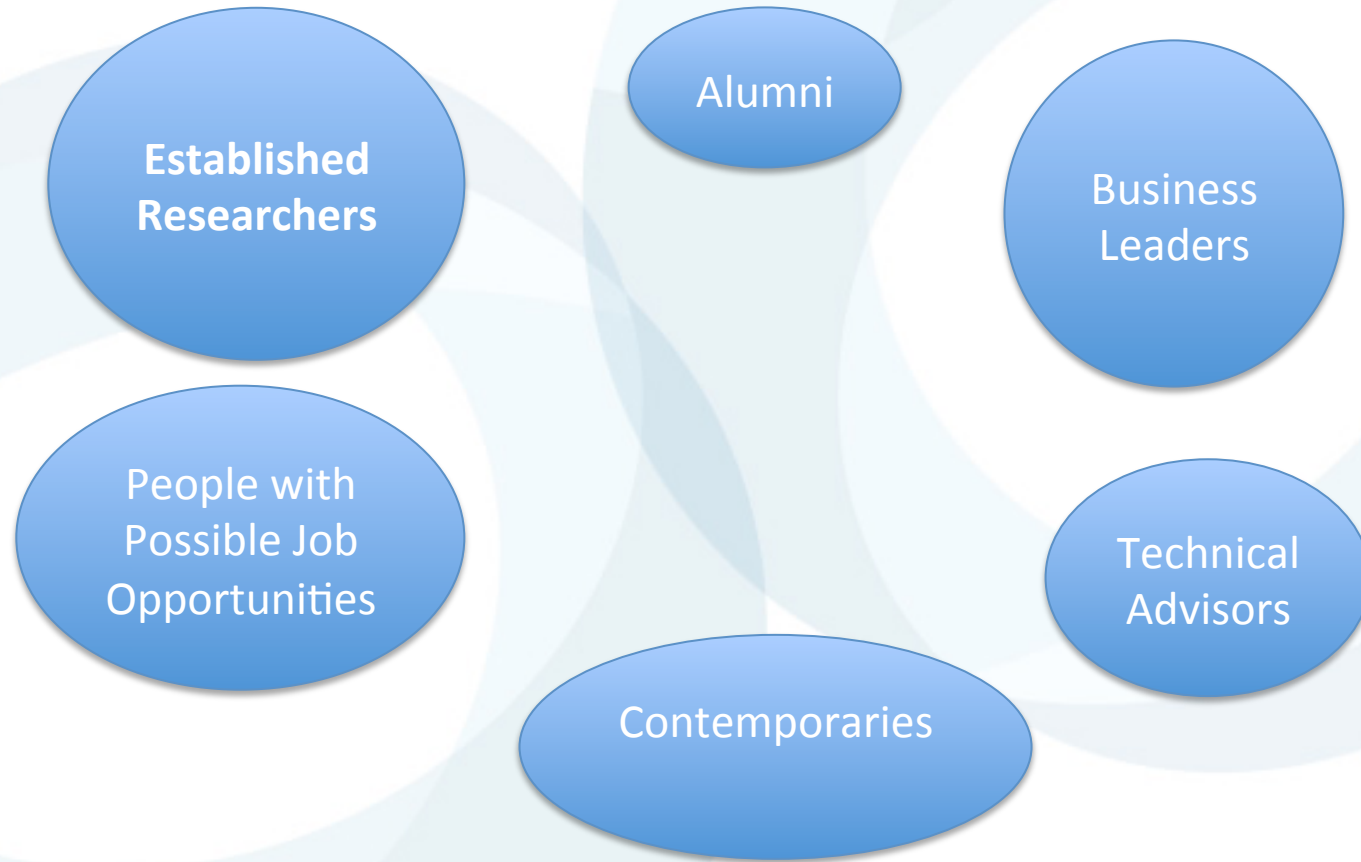 Established
Researchers
Alumni
Business
Leaders
People with
Possible Job
Opportunities
Technical
Advisors
Contemporaries